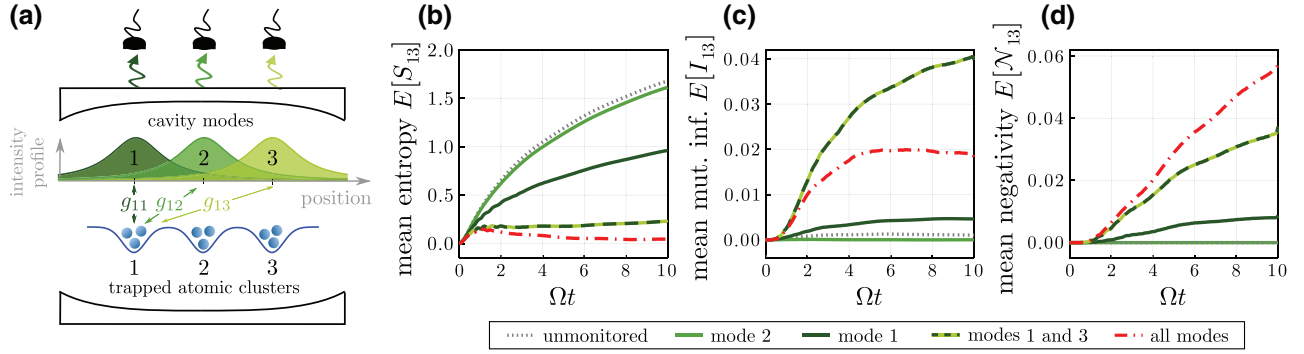 (a)
cavity modes
intensity
profile
1 2 3
position
g₁₁ g₁₂ g₁₃
1 2 3
trapped atomic clusters
(b)
mean entropy E[S₁₃]
2.0
1.5
1.0
0.5
0.0
0 2 4 6 8 10
Ωt
(c)
mean mut. inf. E[I₁₃]
0.04
0.03
0.02
0.01
0.00
0 2 4 6 8 10
Ωt
(d)
mean negativity E[𝒩₁₃]
0.06
0.04
0.02
0.00
0 2 4 6 8 10
Ωt
unmonitored mode 2 mode 1 modes 1 and 3 all modes